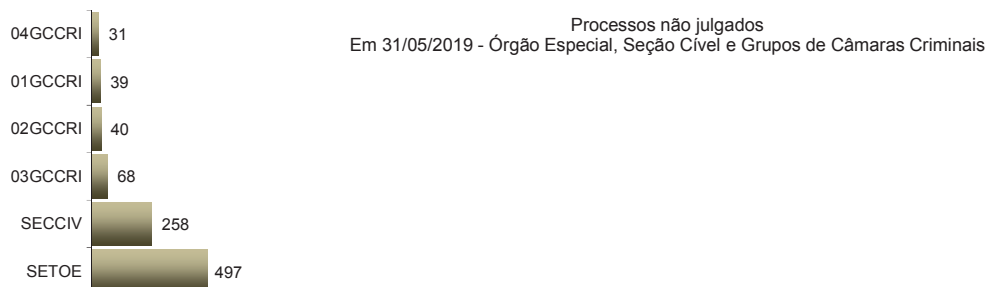 Processos não julgados
Em 31/05/2019 - Órgão Especial, Seção Cível e Grupos de Câmaras Criminais
04GCCRI 31
01GCCRI 39
02GCCRI 40
03GCCRI 68
SECCIV 258
SETOE 497